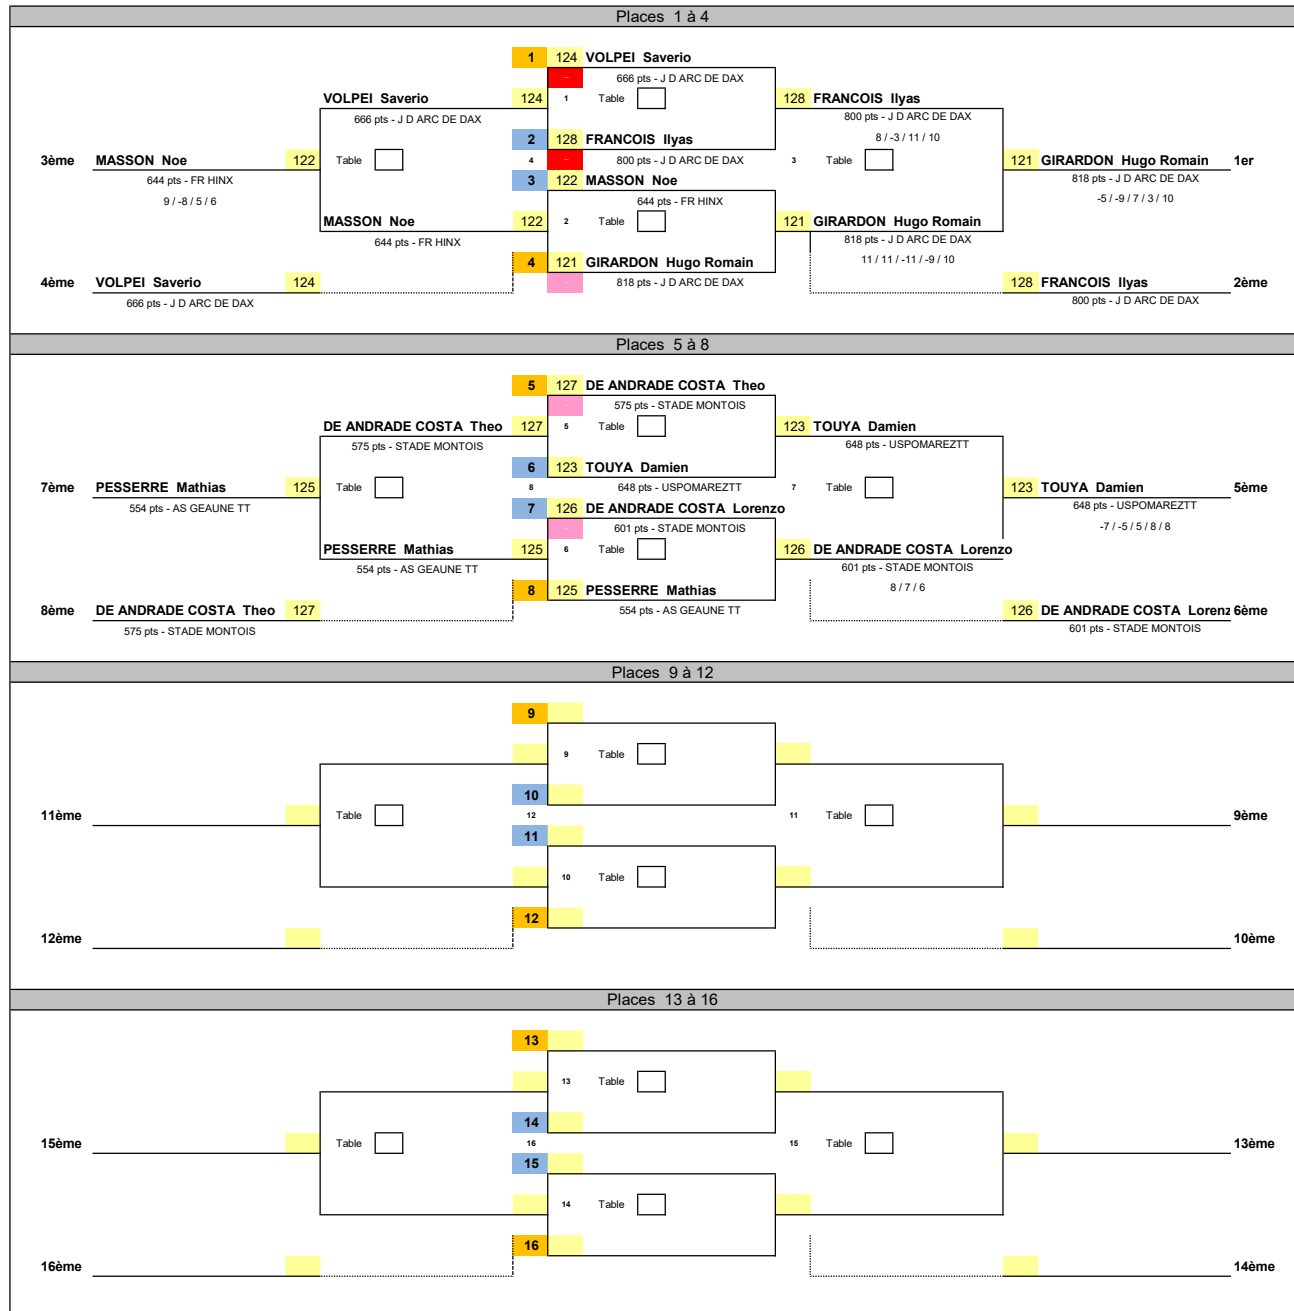 Places 1 à 4
1 124 VOLPEI Saverio
666 pts - J D ARC DE DAX
VOLPEI Saverio 124 1 Table 128 FRANCOIS Ilyas
666 pts - J D ARC DE DAX 800 pts - J D ARC DE DAX
2 128 FRANCOIS Ilyas 8 / -3 / 11 / 10
3ème MASSON Noe 122 Table 4 800 pts - J D ARC DE DAX 3 Table 121 GIRARDON Hugo Romain 1er
644 pts - FR HINX 3 122 MASSON Noe 818 pts - J D ARC DE DAX
9 / -8 / 5 / 6 644 pts - FR HINX -5 / -9 / 7 / 3 / 10
MASSON Noe 122 2 Table 121 GIRARDON Hugo Romain
644 pts - FR HINX 818 pts - J D ARC DE DAX
4 121 GIRARDON Hugo Romain 11 / 11 / -11 / -9 / 10
4ème VOLPEI Saverio 124 818 pts - J D ARC DE DAX 128 FRANCOIS Ilyas 2ème
666 pts - J D ARC DE DAX 800 pts - J D ARC DE DAX
Places 5 à 8
5 127 DE ANDRADE COSTA Theo
575 pts - STADE MONTOIS
DE ANDRADE COSTA Theo 127 5 Table 123 TOUYA Damien
575 pts - STADE MONTOIS 648 pts - USPOMAREZTT
6 123 TOUYA Damien
7ème PESSERRE Mathias 125 Table 8 648 pts - USPOMAREZTT 7 Table 123 TOUYA Damien 5ème
554 pts - AS GEAUNE TT 7 126 DE ANDRADE COSTA Lorenzo 648 pts - USPOMAREZTT
601 pts - STADE MONTOIS -7 / -5 / 5 / 8 / 8
PESSERRE Mathias 125 6 Table 126 DE ANDRADE COSTA Lorenzo
554 pts - AS GEAUNE TT 601 pts - STADE MONTOIS
8 125 PESSERRE Mathias 8 / 7 / 6
8ème DE ANDRADE COSTA Theo 127 554 pts - AS GEAUNE TT 126 DE ANDRADE COSTA Lorenz 6ème
575 pts - STADE MONTOIS 601 pts - STADE MONTOIS
Places 9 à 12
9
9 Table
10
11ème Table 12 11 Table 9ème
11
10 Table
12
12ème 10ème
Places 13 à 16
13
13 Table
14
15ème Table 16 15 Table 13ème
15
14 Table
16
16ème 14ème